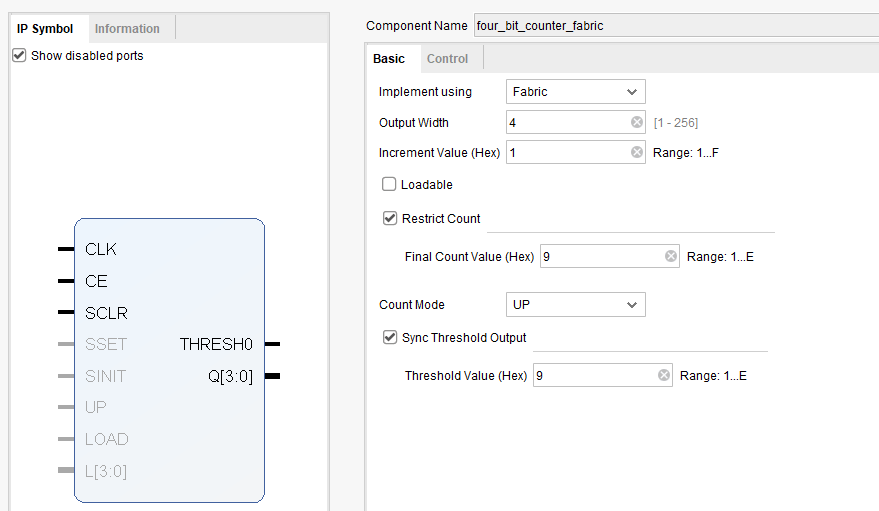 IP Symbol
Information
Show disabled ports
CLK
CE
SCLR
SSET
THRESH0
SINIT
Q[3:0]
UP
LOAD
L[3:0]
Component Name four_bit_counter_fabric
Basic
Control
Implement using Fabric
Output Width 4 [1 - 256]
Increment Value (Hex) 1 Range: 1...F
Loadable
Restrict Count
Final Count Value (Hex) 9 Range: 1...E
Count Mode UP
Sync Threshold Output
Threshold Value (Hex) 9 Range: 1...E